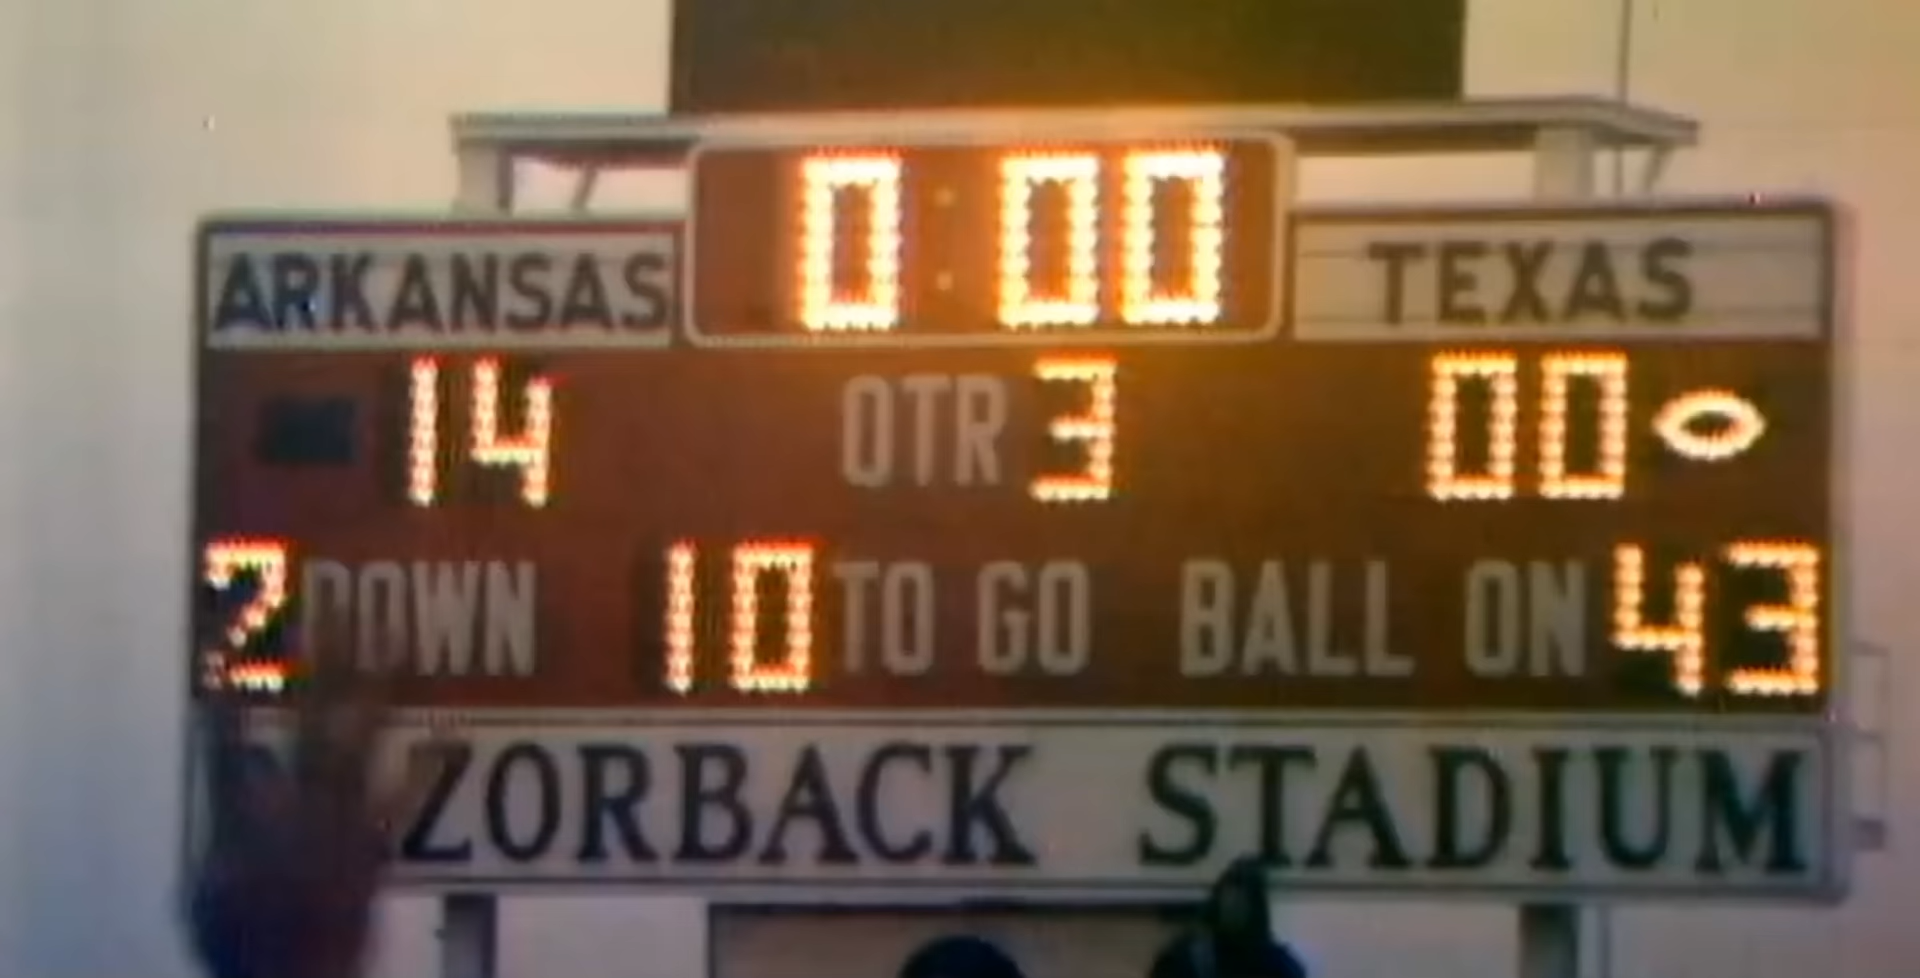 0:00
ARKANSAS TEXAS
14 QTR 3 00
2 DOWN 10 TO GO BALL ON 43
ZORBACK STADIUM